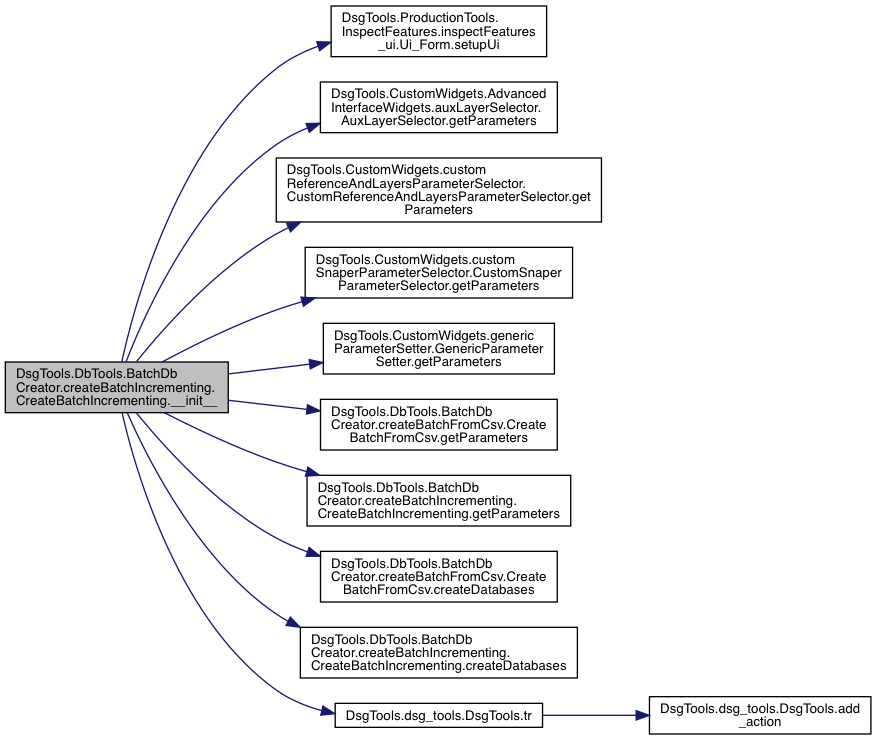 DsgTools.ProductionTools.
InspectFeatures.inspectFeatures
_ui.Ui_Form.setupUi
DsgTools.CustomWidgets.Advanced
InterfaceWidgets.auxLayerSelector.
AuxLayerSelector.getParameters
DsgTools.CustomWidgets.custom
ReferenceAndLayersParameterSelector.
CustomReferenceAndLayersParameterSelector.get
Parameters
DsgTools.CustomWidgets.custom
SnaperParameterSelector.CustomSnaper
ParameterSelector.getParameters
DsgTools.CustomWidgets.generic
ParameterSetter.GenericParameter
Setter.getParameters
DsgTools.DbTools.BatchDb
Creator.createBatchIncrementing.
CreateBatchIncrementing.__init__
DsgTools.DbTools.BatchDb
Creator.createBatchFromCsv.Create
BatchFromCsv.getParameters
DsgTools.DbTools.BatchDb
Creator.createBatchIncrementing.
CreateBatchIncrementing.getParameters
DsgTools.DbTools.BatchDb
Creator.createBatchFromCsv.Create
BatchFromCsv.createDatabases
DsgTools.DbTools.BatchDb
Creator.createBatchIncrementing.
CreateBatchIncrementing.createDatabases
DsgTools.dsg_tools.DsgTools.tr
DsgTools.dsg_tools.DsgTools.add
_action